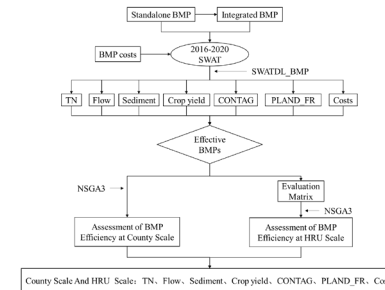 Standalone BMP
Integrated BMP
BMP costs
2016-2020
SWAT
SWATDL_BMP
TN
Flow
Sediment
Crop yield
CONTAG
PLAND_FR
Costs
Effective
BMPs
NSGA3
Evaluation
Matrix
NSGA3
Assessment of BMP
Efficiency at County Scale
Assessment of BMP
Efficiency at HRU Scale
County Scale And HRU Scale: TN、Flow、Sediment、Crop yield、CONTAG、PLAND_FR、Co